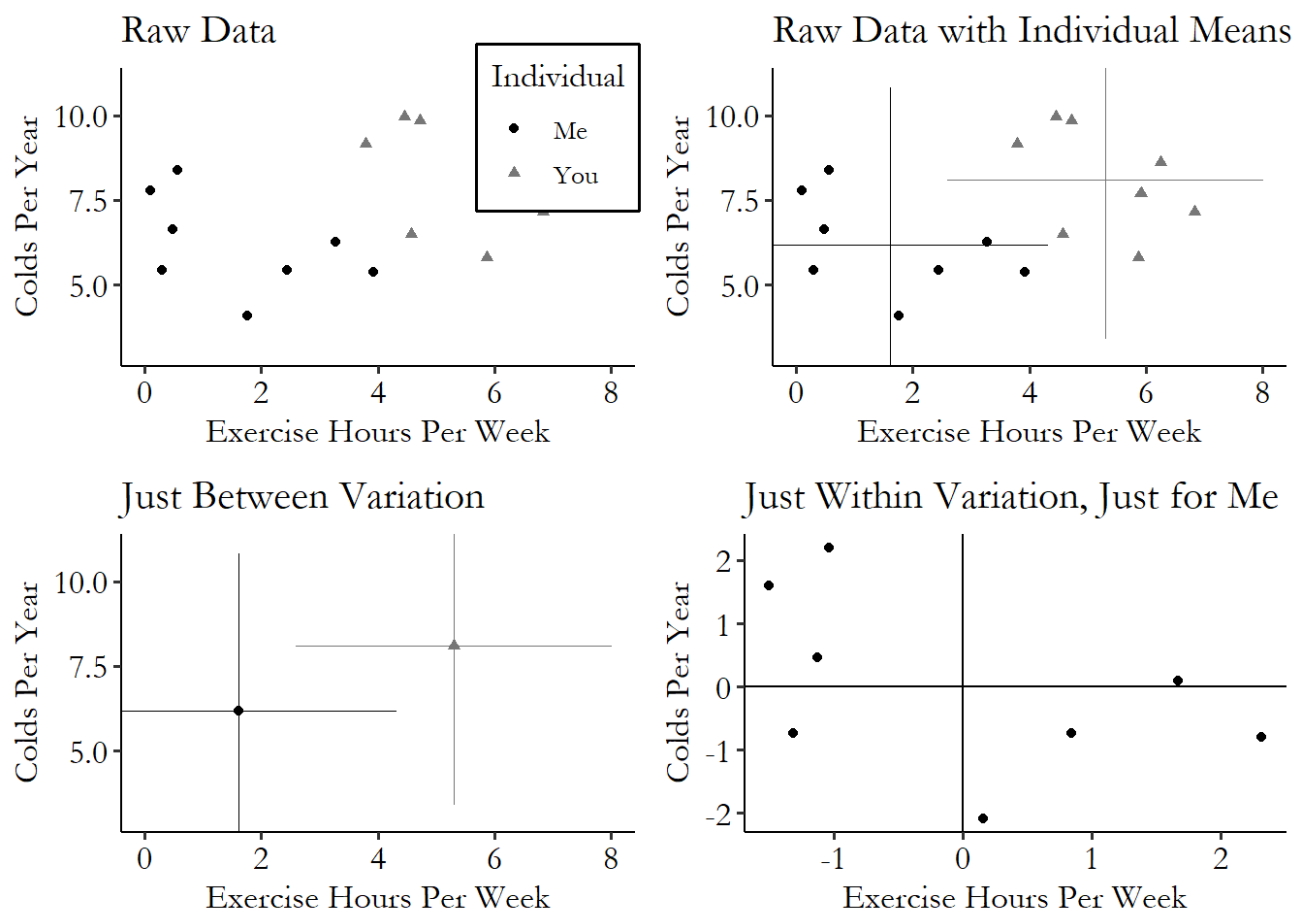 Raw Data
Individual
Me
You
Colds Per Year
10.0
7.5
5.0
0 2 4 6 8
Exercise Hours Per Week
Raw Data with Individual Means
Colds Per Year
10.0
7.5
5.0
0 2 4 6 8
Exercise Hours Per Week
Just Between Variation
Colds Per Year
10.0
7.5
5.0
0 2 4 6 8
Exercise Hours Per Week
Just Within Variation, Just for Me
Colds Per Year
2
1
0
-1
-2
-1 0 1 2
Exercise Hours Per Week